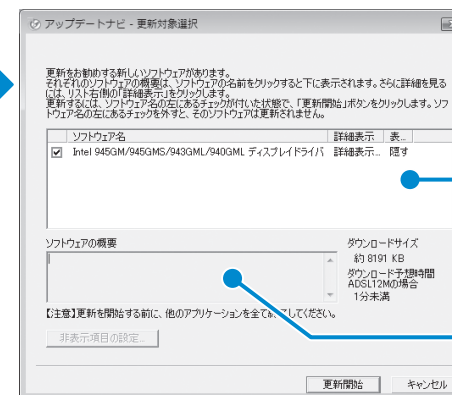 アップデートナビ - 更新対象選択
更新をお勧めする新しいソフトウェアがあります。
それぞれのソフトウェアの概要は、ソフトウェアの名前をクリックすると下に表示されます。さらに詳細を見る
には、リスト右側の「詳細表示」をクリックします。
更新するには、ソフトウェア名の左にあるチェックが付いた状態で、「更新開始」ボタンをクリックします。ソフ
トウェア名の左にあるチェックを外すと、そのソフトウェアは更新されません。
ソフトウェア名 詳細表示 表...
Intel 945GM/945GMS/943GML/940GML ディスプレイドライバ 詳細表示... 隠す
ソフトウェアの概要
ダウンロードサイズ
約 8191 KB
ダウンロード予想時間
ADSL12Mの場合
1分未満
【注意】更新を開始する前に、他のアプリケーションを全て してください。
非表示項目の設定...
更新開始 キャンセル